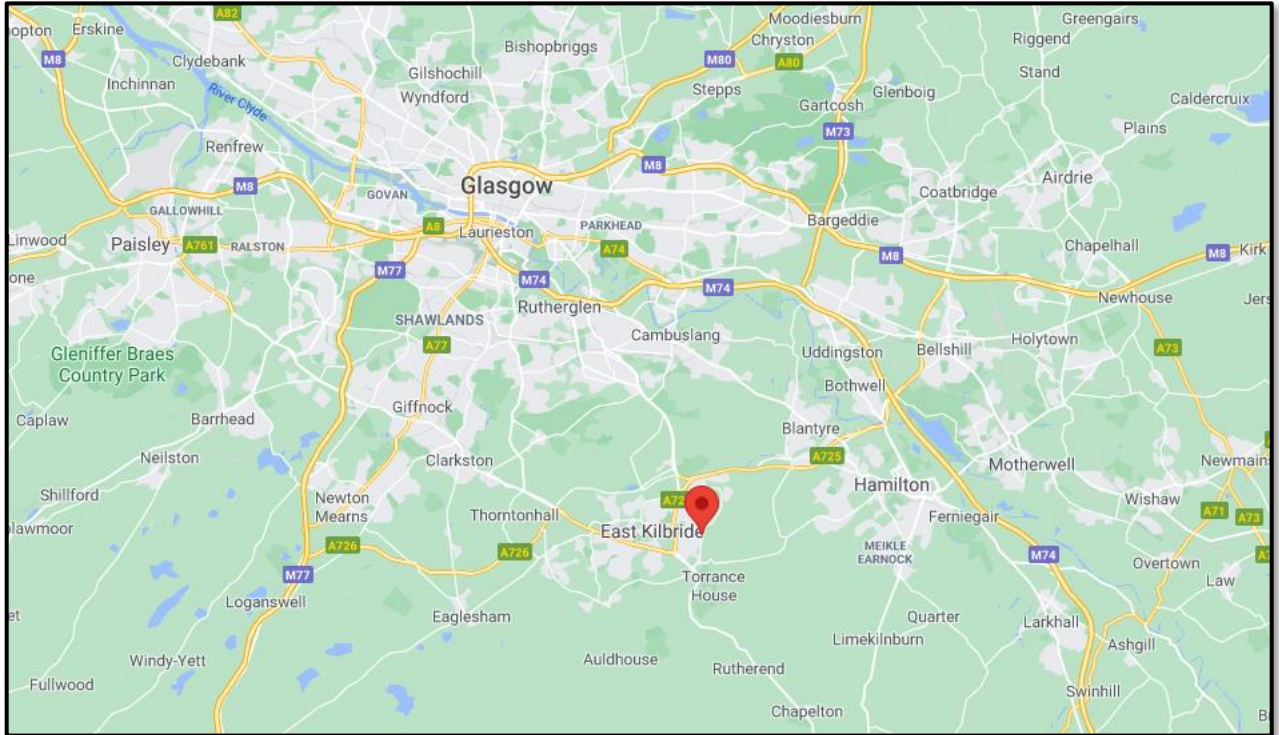 A82
Moodiesburn
Greengairs
opton
Erskine
Chryston
Riggend
Bishopbriggs
M8
Clydebank
M80
A80
Stand
Gilshochill
Inchinnan
Stepps
Glenboig
Wyndford
Gartcosh
Caldercruix
River Clyde
M73
Plains
Renfrew
M8
M8
Airdrie
Glasgow
Coatbridge
GOVAN
GALLOWHILL
PARKHEAD
Bargeddie
A8
Laurieston
Linwood
Paisley
A761
RALSTON
A74
Chapelhall
M8
Kirk
M77
M8
one
M74
M74
Newhouse
Jers
Rutherglen
SHAWLANDS
Cambuslang
Holytown
A77
Uddingston
Bellshill
A73
Gleniffer Braes
Country Park
Bothwell
Giffnock
Caplaw
Barrhead
Blantyre
Neilston
Clarkston
A725
Motherwell
Newmain
Hamilton
Shillford
Newton
Mearns
A72
Wishaw
Thorntonhall
Ferniegair
A71
A73
plawmoor
East Kilbride
A726
A726
MEIKLE
EARNOCK
M74
M77
Torrance
House
Overtown
Law
Loganswell
Eaglesham
Quarter
Larkhall
Limekilnburn
Ashgill
Windy-Yett
Auldhouse
Rutherend
Fullwood
Swinhill
Chapelton